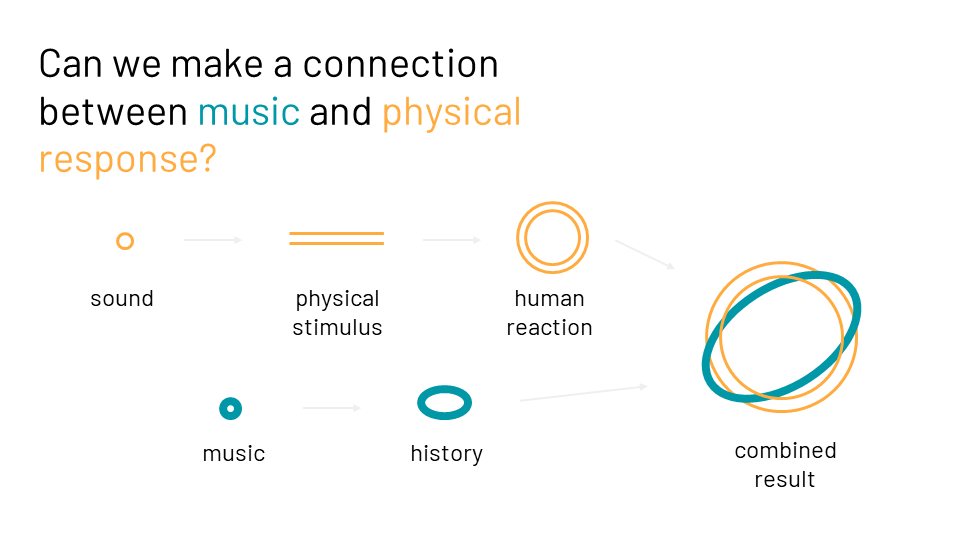 Can we make a connection
between music and physical
response?
sound
physical
stimulus
human
reaction
music
history
combined
result